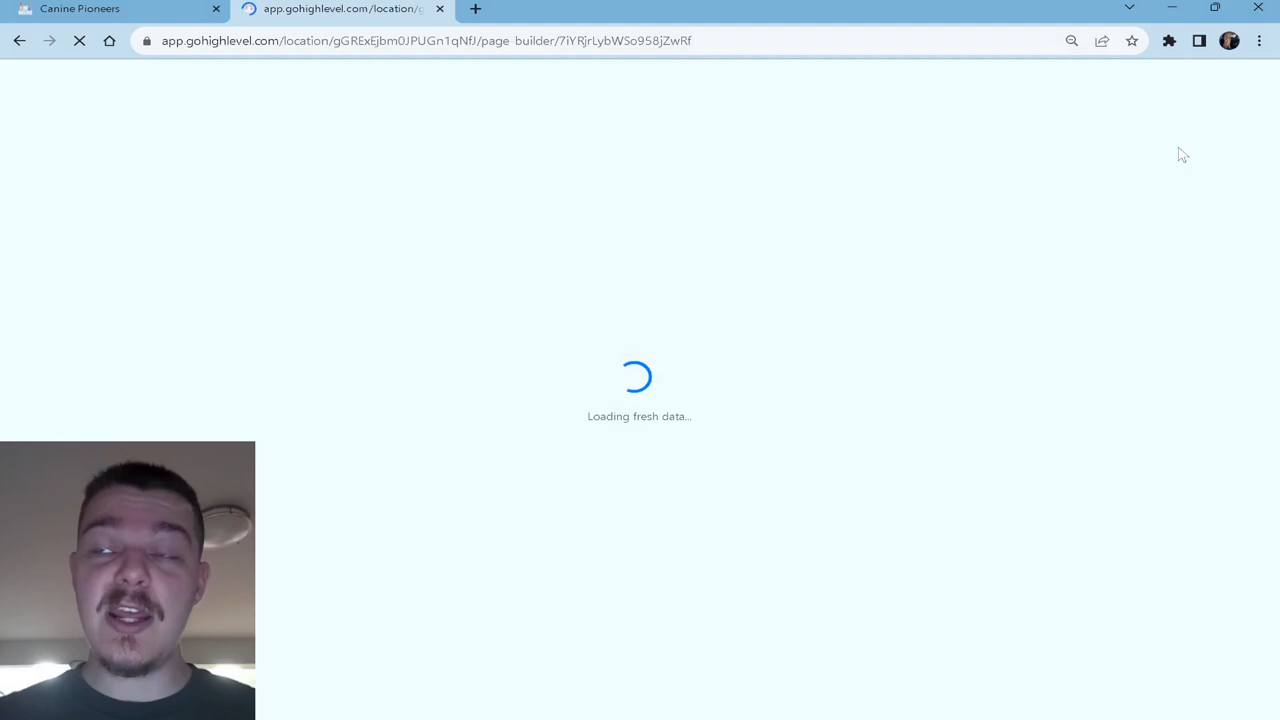 Canine Pioneers
app.gohighlevel.com/location/g
app.gohighlevel.com/location/gGRExEjbm0JPUGn1qNfJ/page_builder/7iYRjrLybWSo958jZwRf
Loading fresh data...